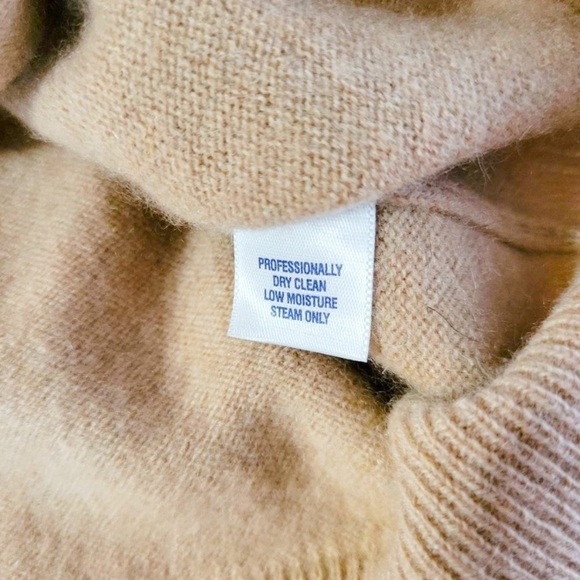 PROFESSIONALLY
DRY CLEAN
LOW MOISTURE
STEAM ONLY